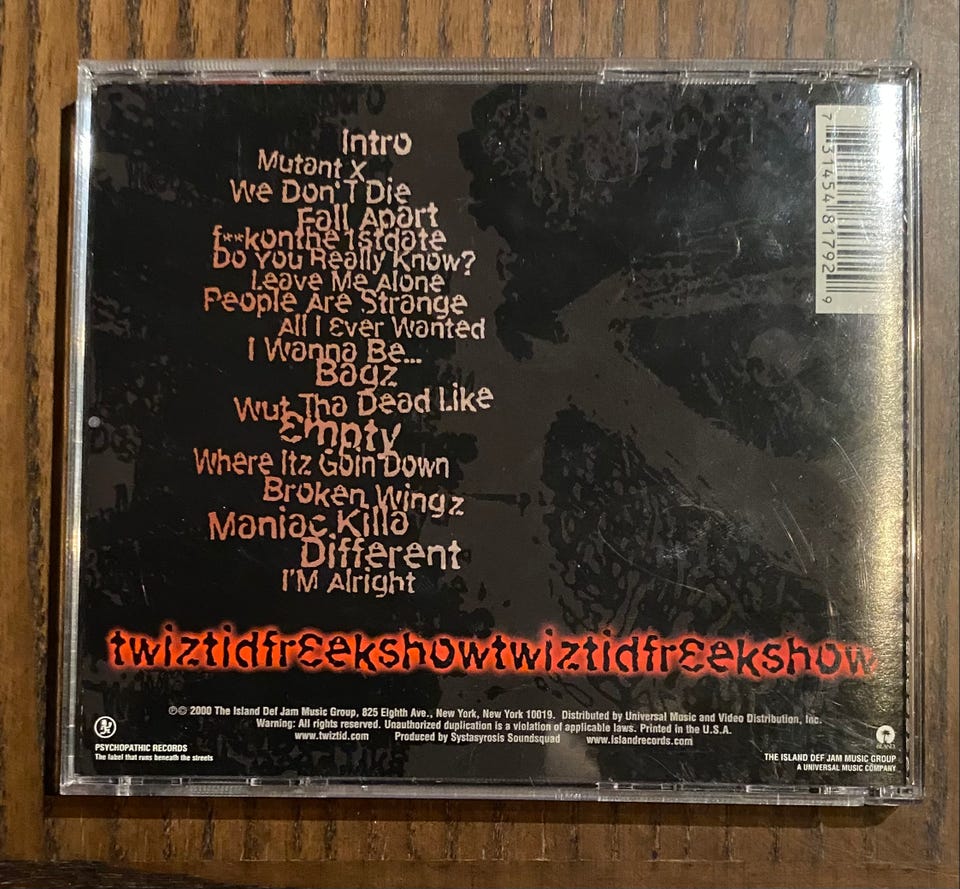 Intro
Mutant X
We Don'T Die
Fall Apart
f**konthe1stdate
Do You Really Know?
Leave Me Alone
People Are Strange
All I Ever Wanted
I Wanna Be...
Bagz
Wut Tha Dead Like
Empty
Where Itz Goin Down
Broken Wingz
Maniac Killa
Different
I'M Alright
7 31454 81792 9
twiztidfreekshowtwiztidfreekshow
℗© 2000 The Island Def Jam Music Group, 825 Eighth Ave., New York, New York 10019. Distributed by Universal Music and Video Distribution, Inc.
Warning: All rights reserved. Unauthorized duplication is a violation of applicable laws. Printed in the U.S.A.
www.twiztid.com Produced by Systasyrosis Soundsquad www.islandrecords.com
PSYCHOPATHIC RECORDS
The label that runs beneath the streets
ISLAND
THE ISLAND DEF JAM MUSIC GROUP
A UNIVERSAL MUSIC COMPANY